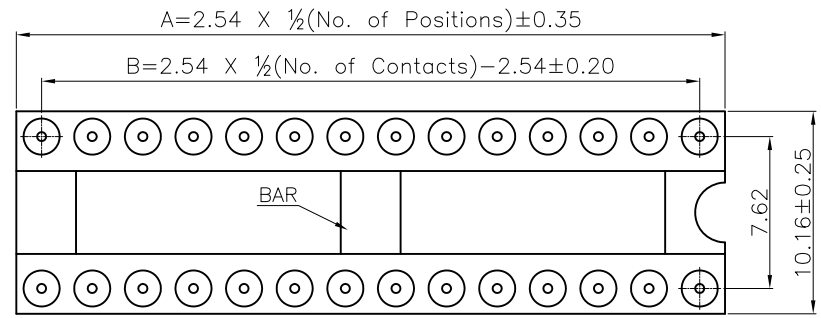 A=2.54 X ½(No. of Positions)±0.35
B=2.54 X ½(No. of Contacts)−2.54±0.20
BAR
7.62
10.16±0.25